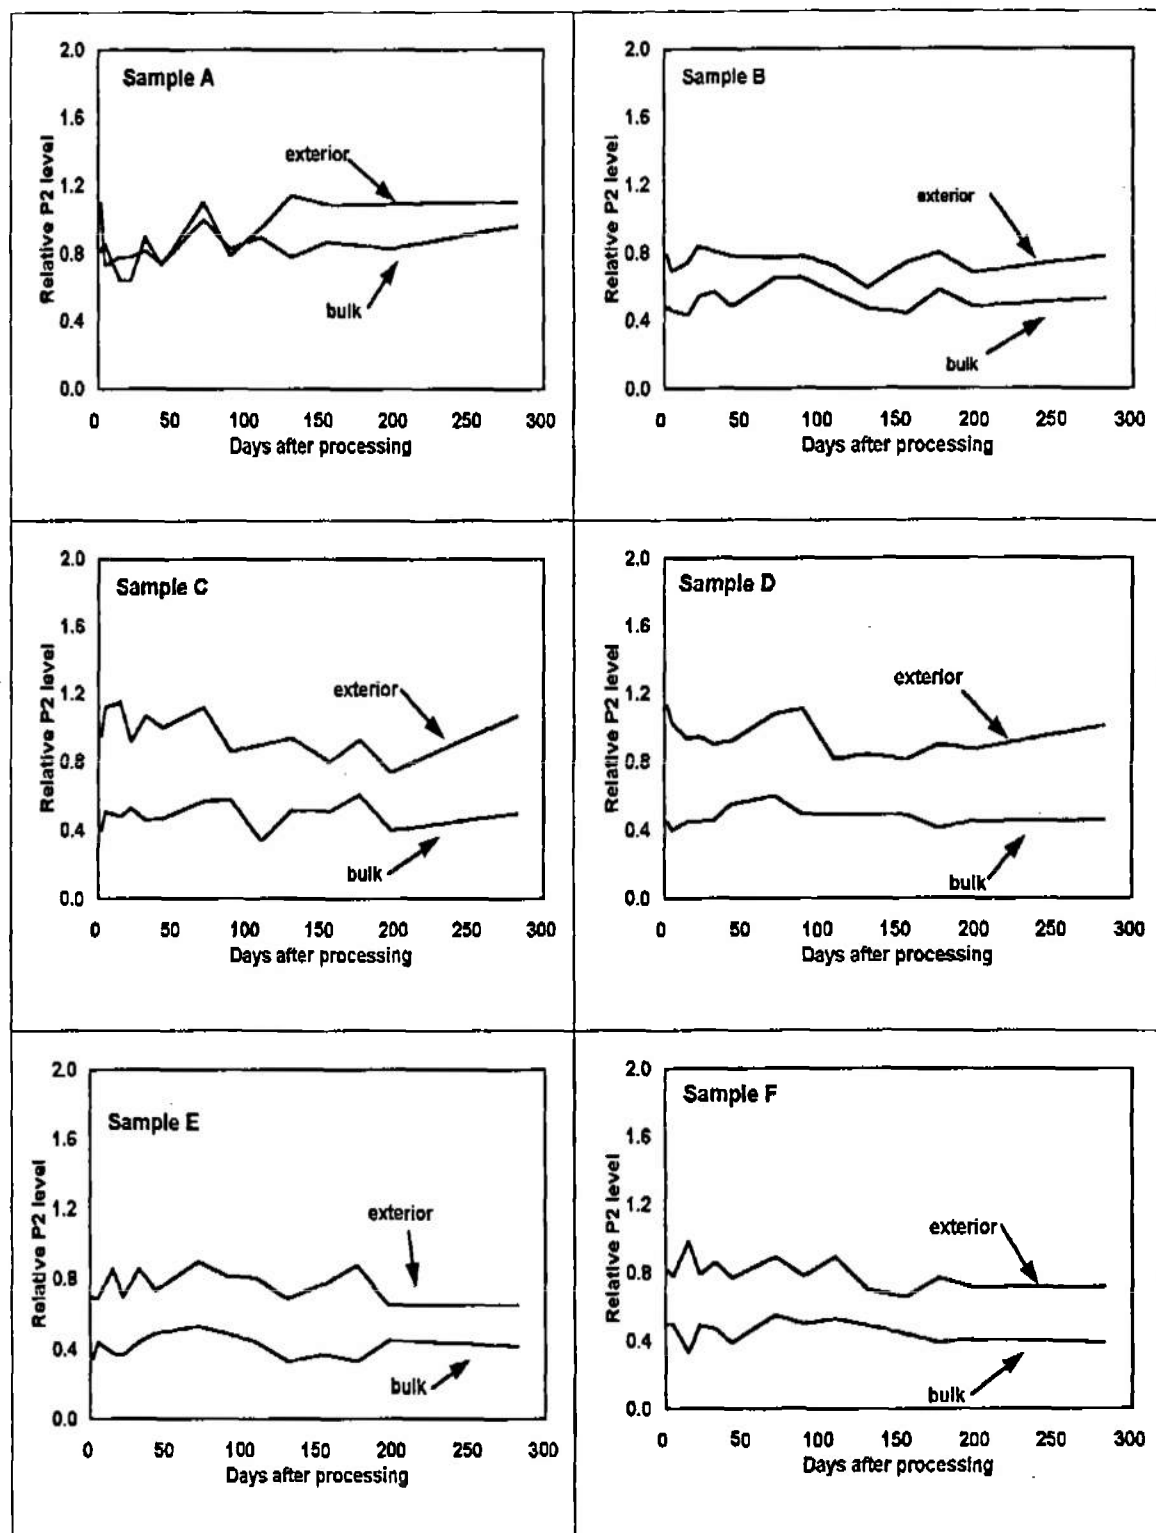 Sample A
Relative P2 level
2.0
1.6
1.2
0.8
0.4
0.0
exterior
bulk
0 50 100 150 200 250 300
Days after processing
Sample B
Relative P2 level
2.0
1.6
1.2
0.8
0.4
0.0
exterior
bulk
0 50 100 150 200 250 300
Days after processing
Sample C
Relative P2 level
2.0
1.6
1.2
0.8
0.4
0.0
exterior
bulk
0 50 100 150 200 250 300
Days after processing
Sample D
Relative P2 level
2.0
1.6
1.2
0.8
0.4
0.0
exterior
bulk
0 50 100 150 200 250 300
Days after processing
Sample E
Relative P2 level
2.0
1.6
1.2
0.8
0.4
0.0
exterior
bulk
0 50 100 150 200 250 300
Days after processing
Sample F
Relative P2 level
2.0
1.6
1.2
0.8
0.4
0.0
exterior
bulk
0 50 100 150 200 250 300
Days after processing